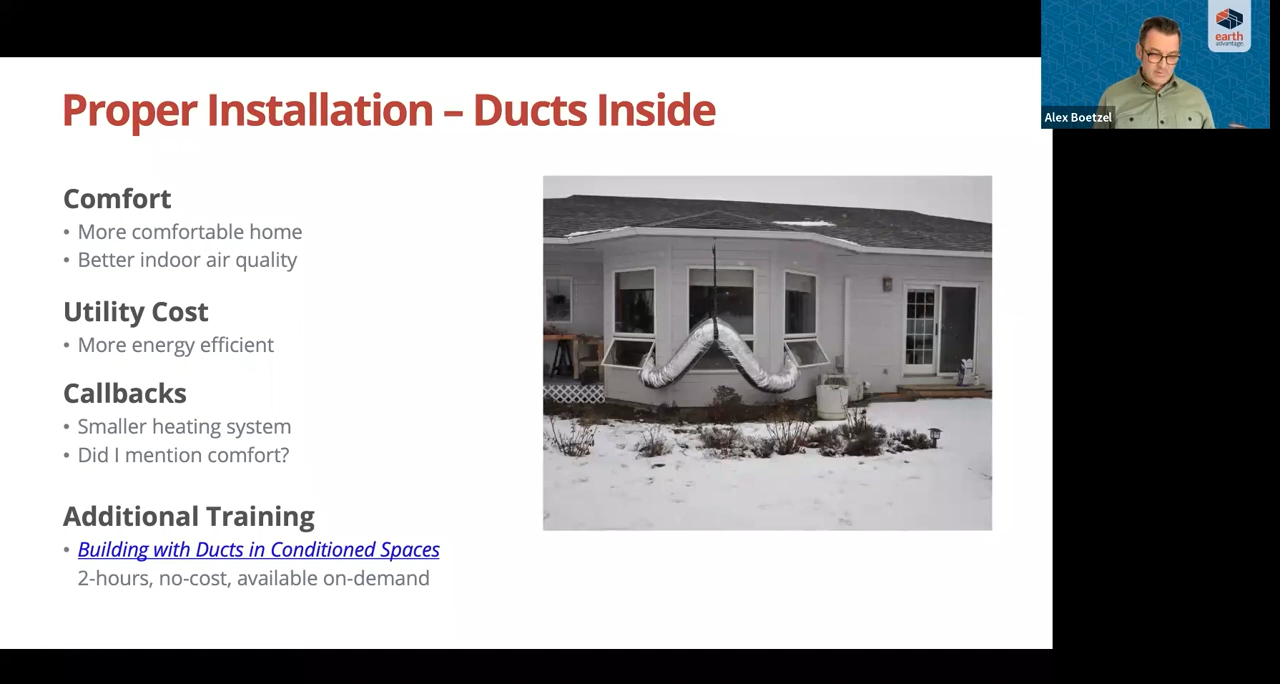 Proper Installation – Ducts Inside
Comfort
• More comfortable home
• Better indoor air quality
Utility Cost
• More energy efficient
Callbacks
• Smaller heating system
• Did I mention comfort?
Additional Training
• Building with Ducts in Conditioned Spaces
2-hours, no-cost, available on-demand
earth
advantage
Alex Boetzel